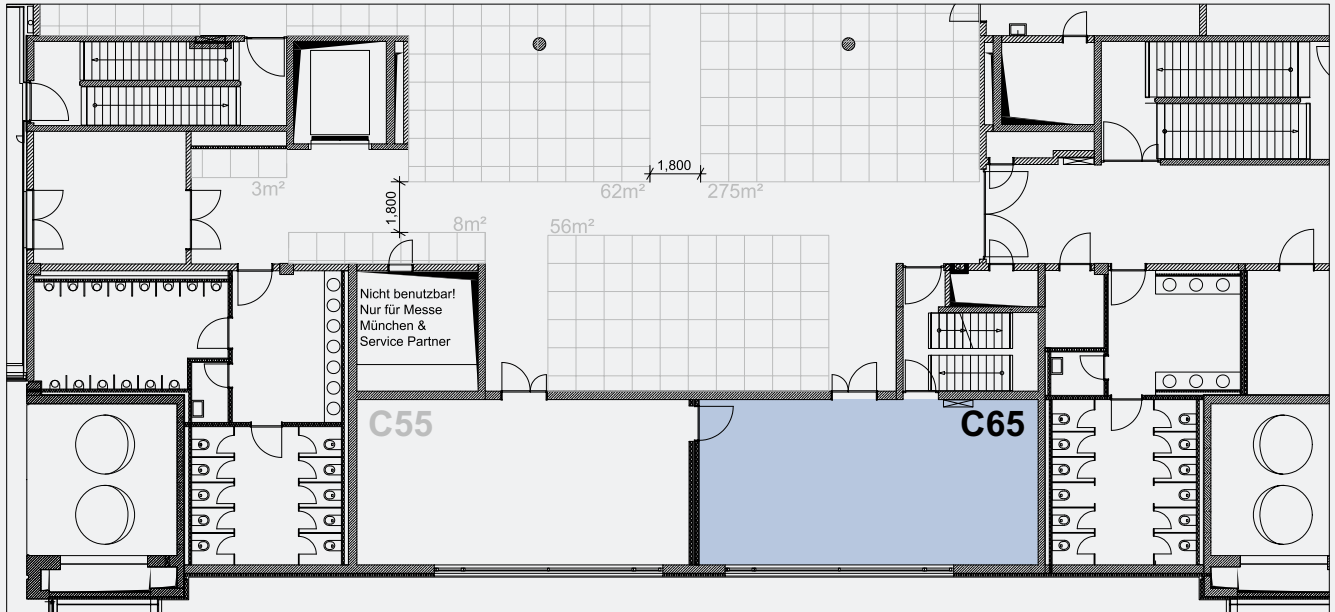 1,800
3m²
62m²
275m²
1,800
8m²
56m²
Nicht benutzbar!
Nur für Messe
München &
Service Partner
C55
C65